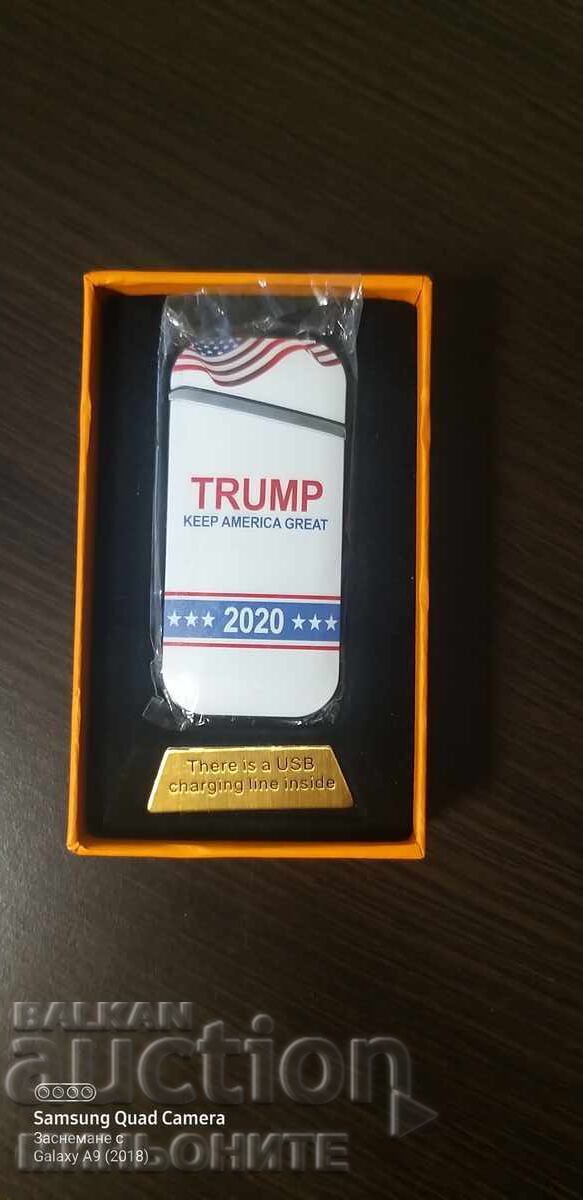 TRUMP
KEEP AMERICA GREAT
2020
There is a USB
charging line inside
BALKAN
auction
Samsung Quad Camera
Заснемане с
МИЛЬОНИТЕ
Galaxy A9 (2018)